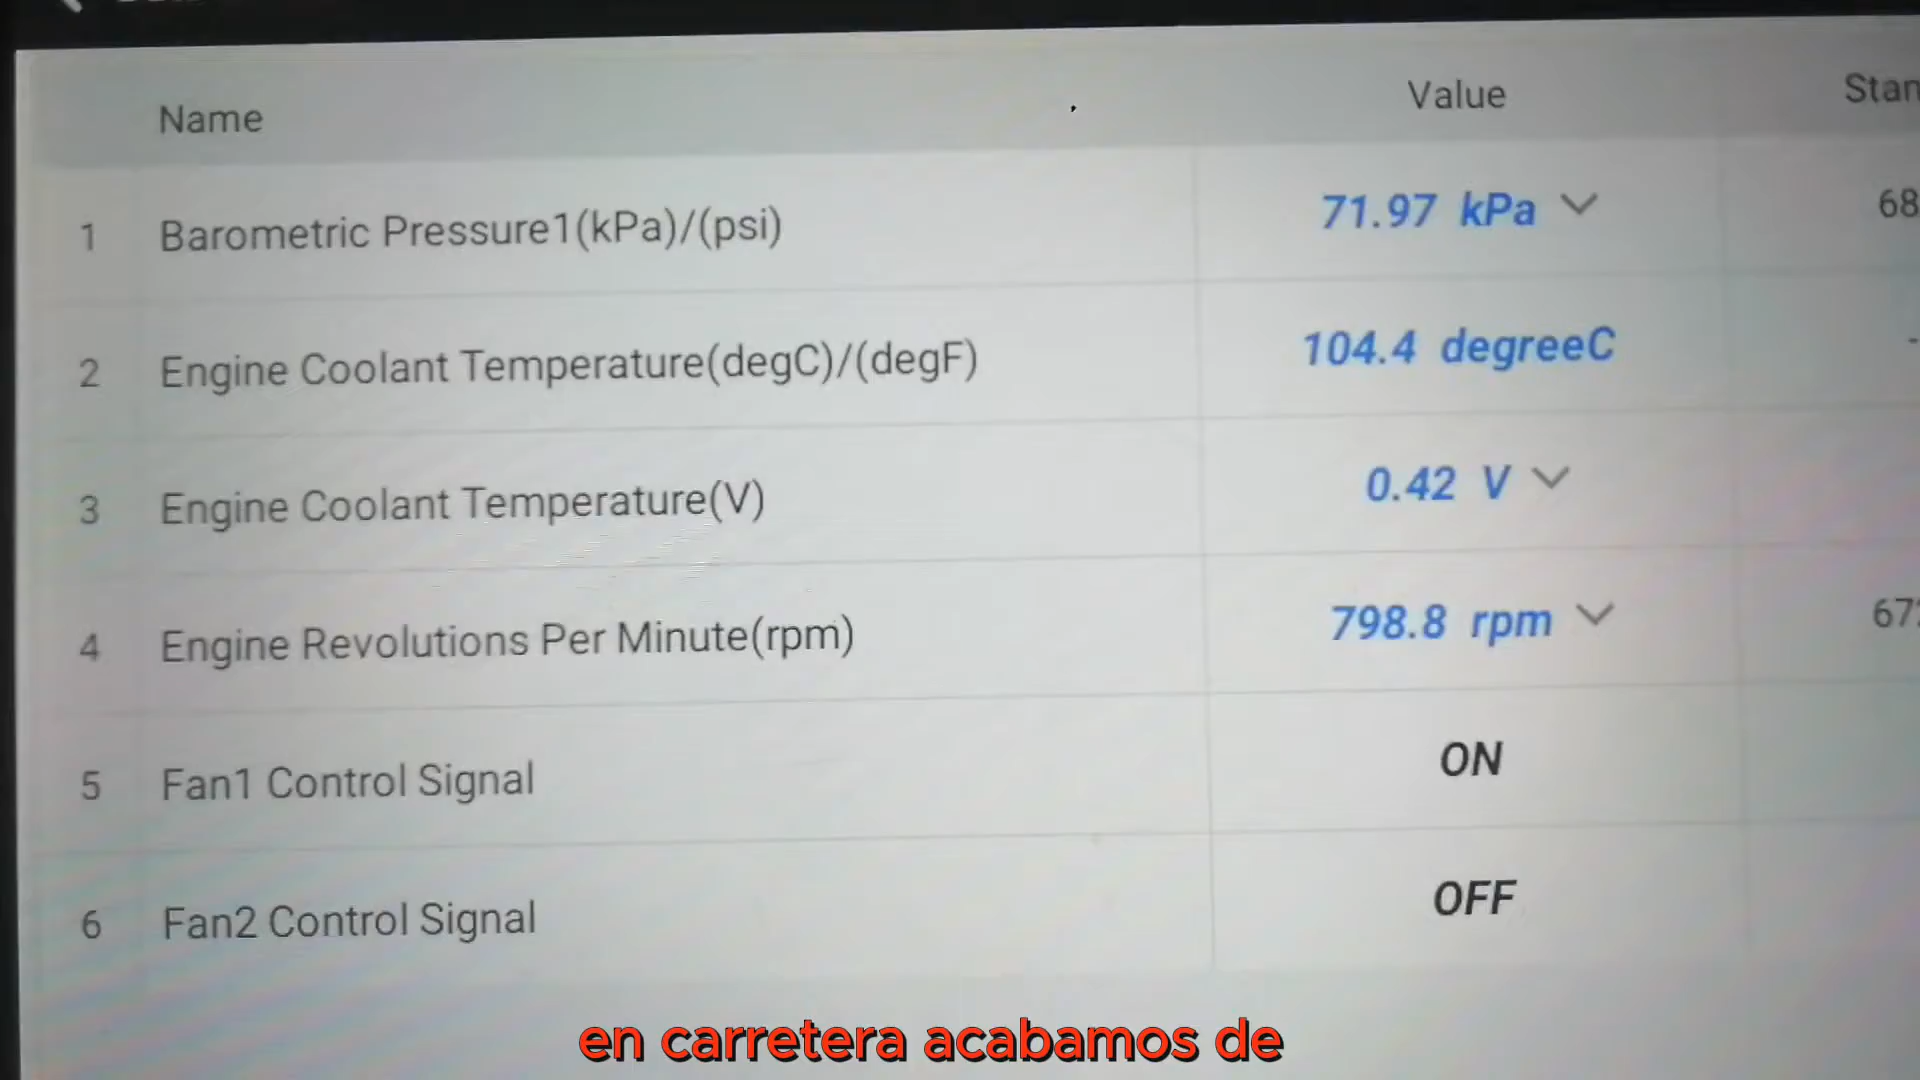 Name Value
1 Barometric Pressure1(kPa)/(psi) 71.97 kPa
2 Engine Coolant Temperature(degC)/(degF) 104.4 degreeC
3 Engine Coolant Temperature(V) 0.42 V
4 Engine Revolutions Per Minute(rpm) 798.8 rpm
5 Fan1 Control Signal ON
6 Fan2 Control Signal OFF
en carretera acabamos de